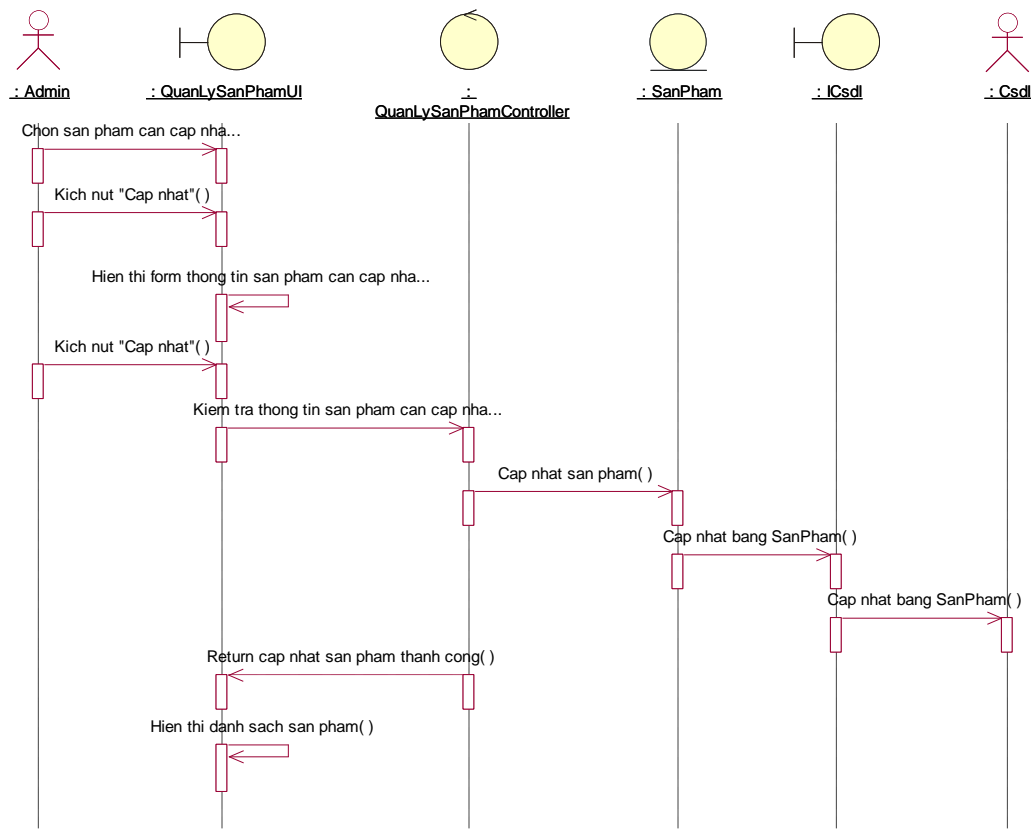 : Admin
: QuanLySanPhamUI
:
QuanLySanPhamController
: SanPham
: ICsdl
: Csdl
Chon san pham can cap nha...
Kich nut "Cap nhat"( )
Hien thi form thong tin san pham can cap nha...
Kich nut "Cap nhat"( )
Kiem tra thong tin san pham can cap nha...
Cap nhat san pham( )
Cap nhat bang SanPham( )
Cap nhat bang SanPham( )
Return cap nhat san pham thanh cong( )
Hien thi danh sach san pham( )